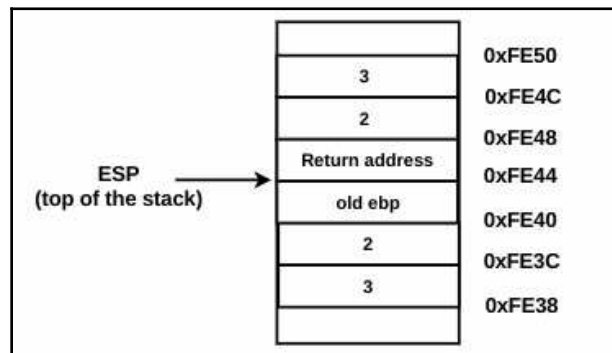 0xFE50
3
0xFE4C
2
0xFE48
Return address
ESP
(top of the stack)
0xFE44
old ebp
0xFE40
2
0xFE3C
3
0xFE38